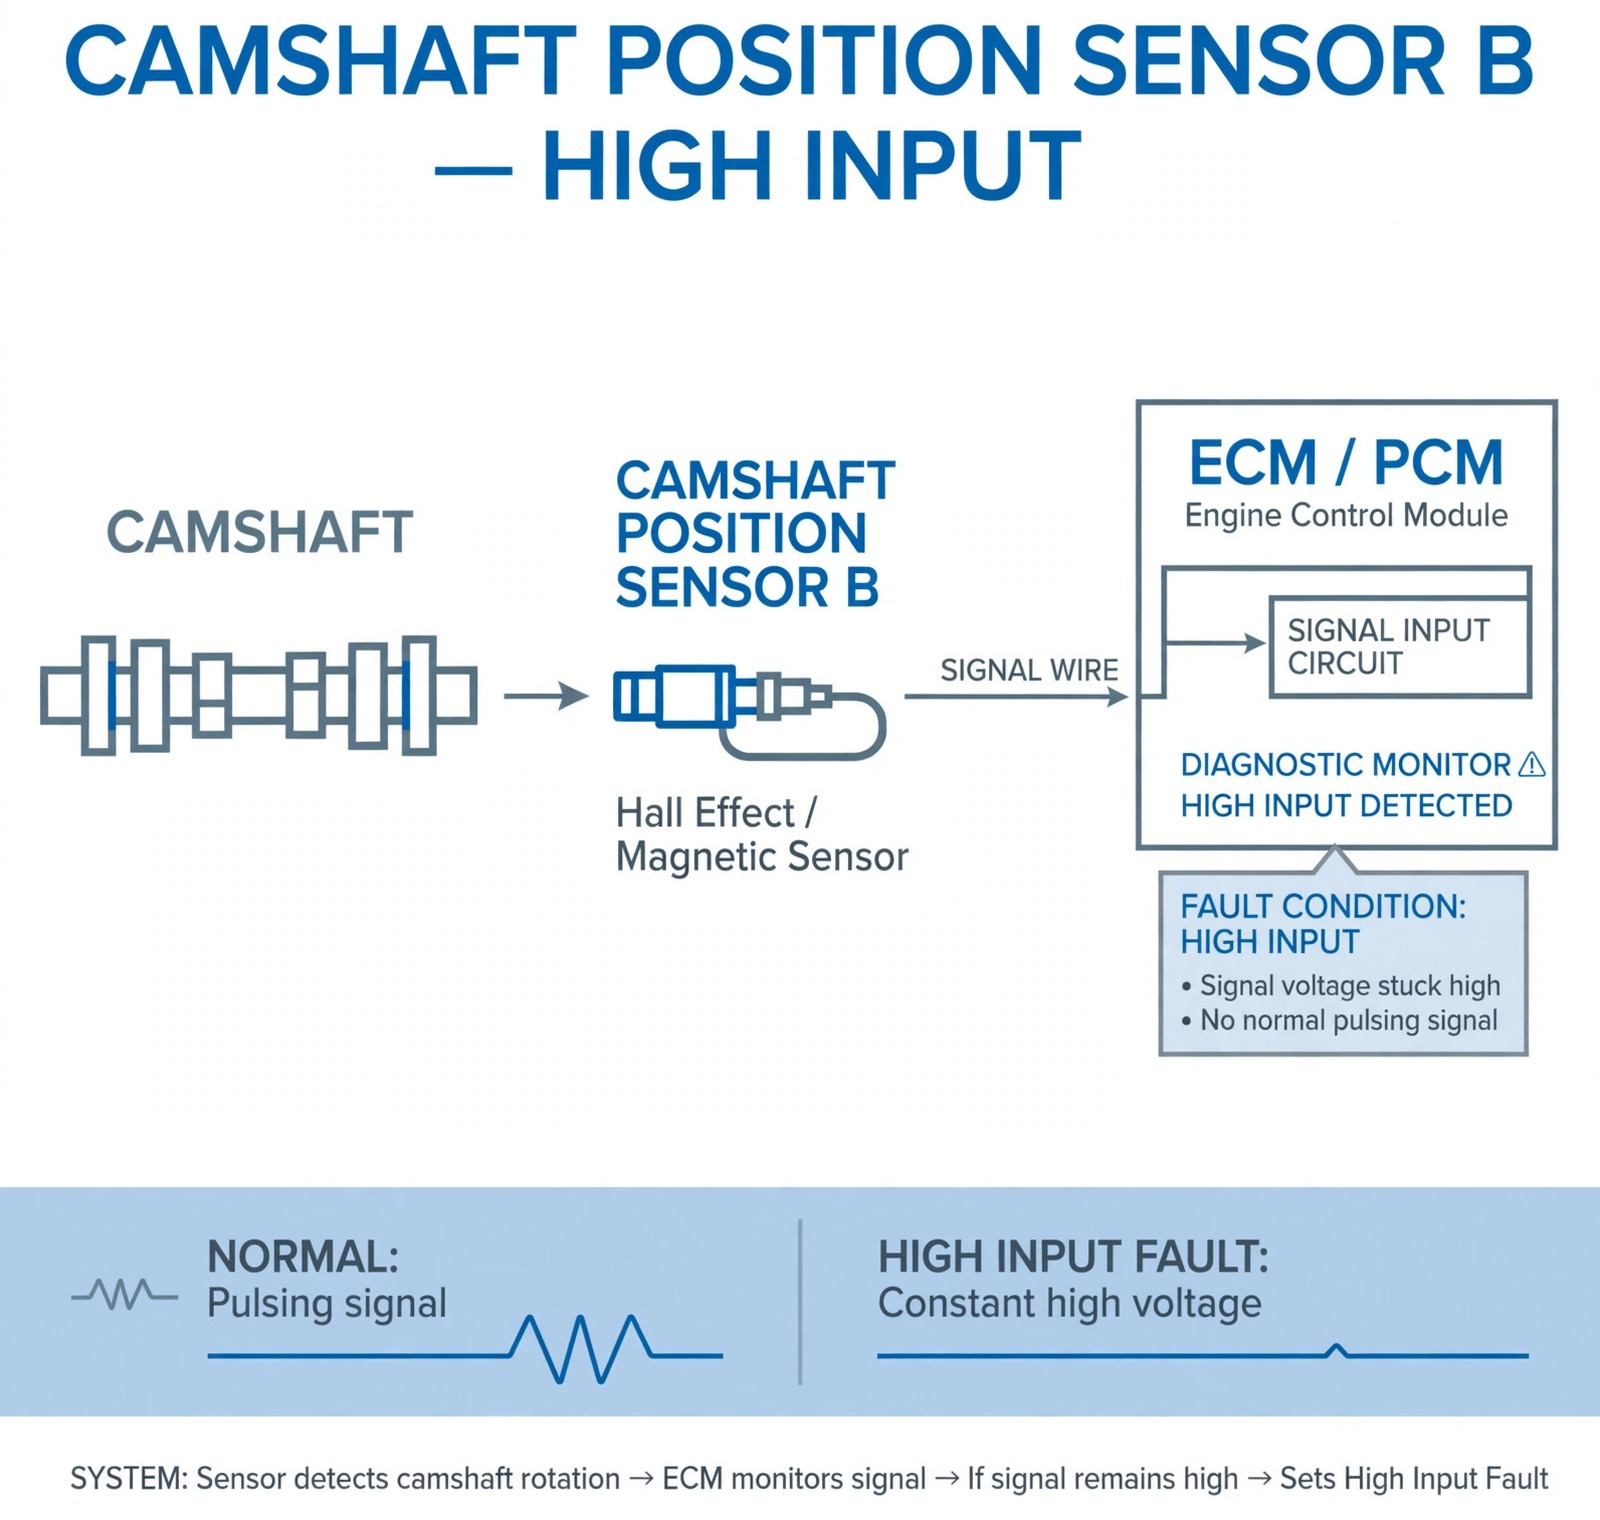 CAMSHAFT POSITION SENSOR B
— HIGH INPUT
CAMSHAFT
CAMSHAFT
POSITION
SENSOR B
Hall Effect /
Magnetic Sensor
SIGNAL WIRE
ECM / PCM
Engine Control Module
SIGNAL INPUT
CIRCUIT
DIAGNOSTIC MONITOR ⚠
HIGH INPUT DETECTED
FAULT CONDITION:
HIGH INPUT
• Signal voltage stuck high
• No normal pulsing signal
NORMAL:
Pulsing signal
HIGH INPUT FAULT:
Constant high voltage
SYSTEM: Sensor detects camshaft rotation → ECM monitors signal → If signal remains high → Sets High Input Fault